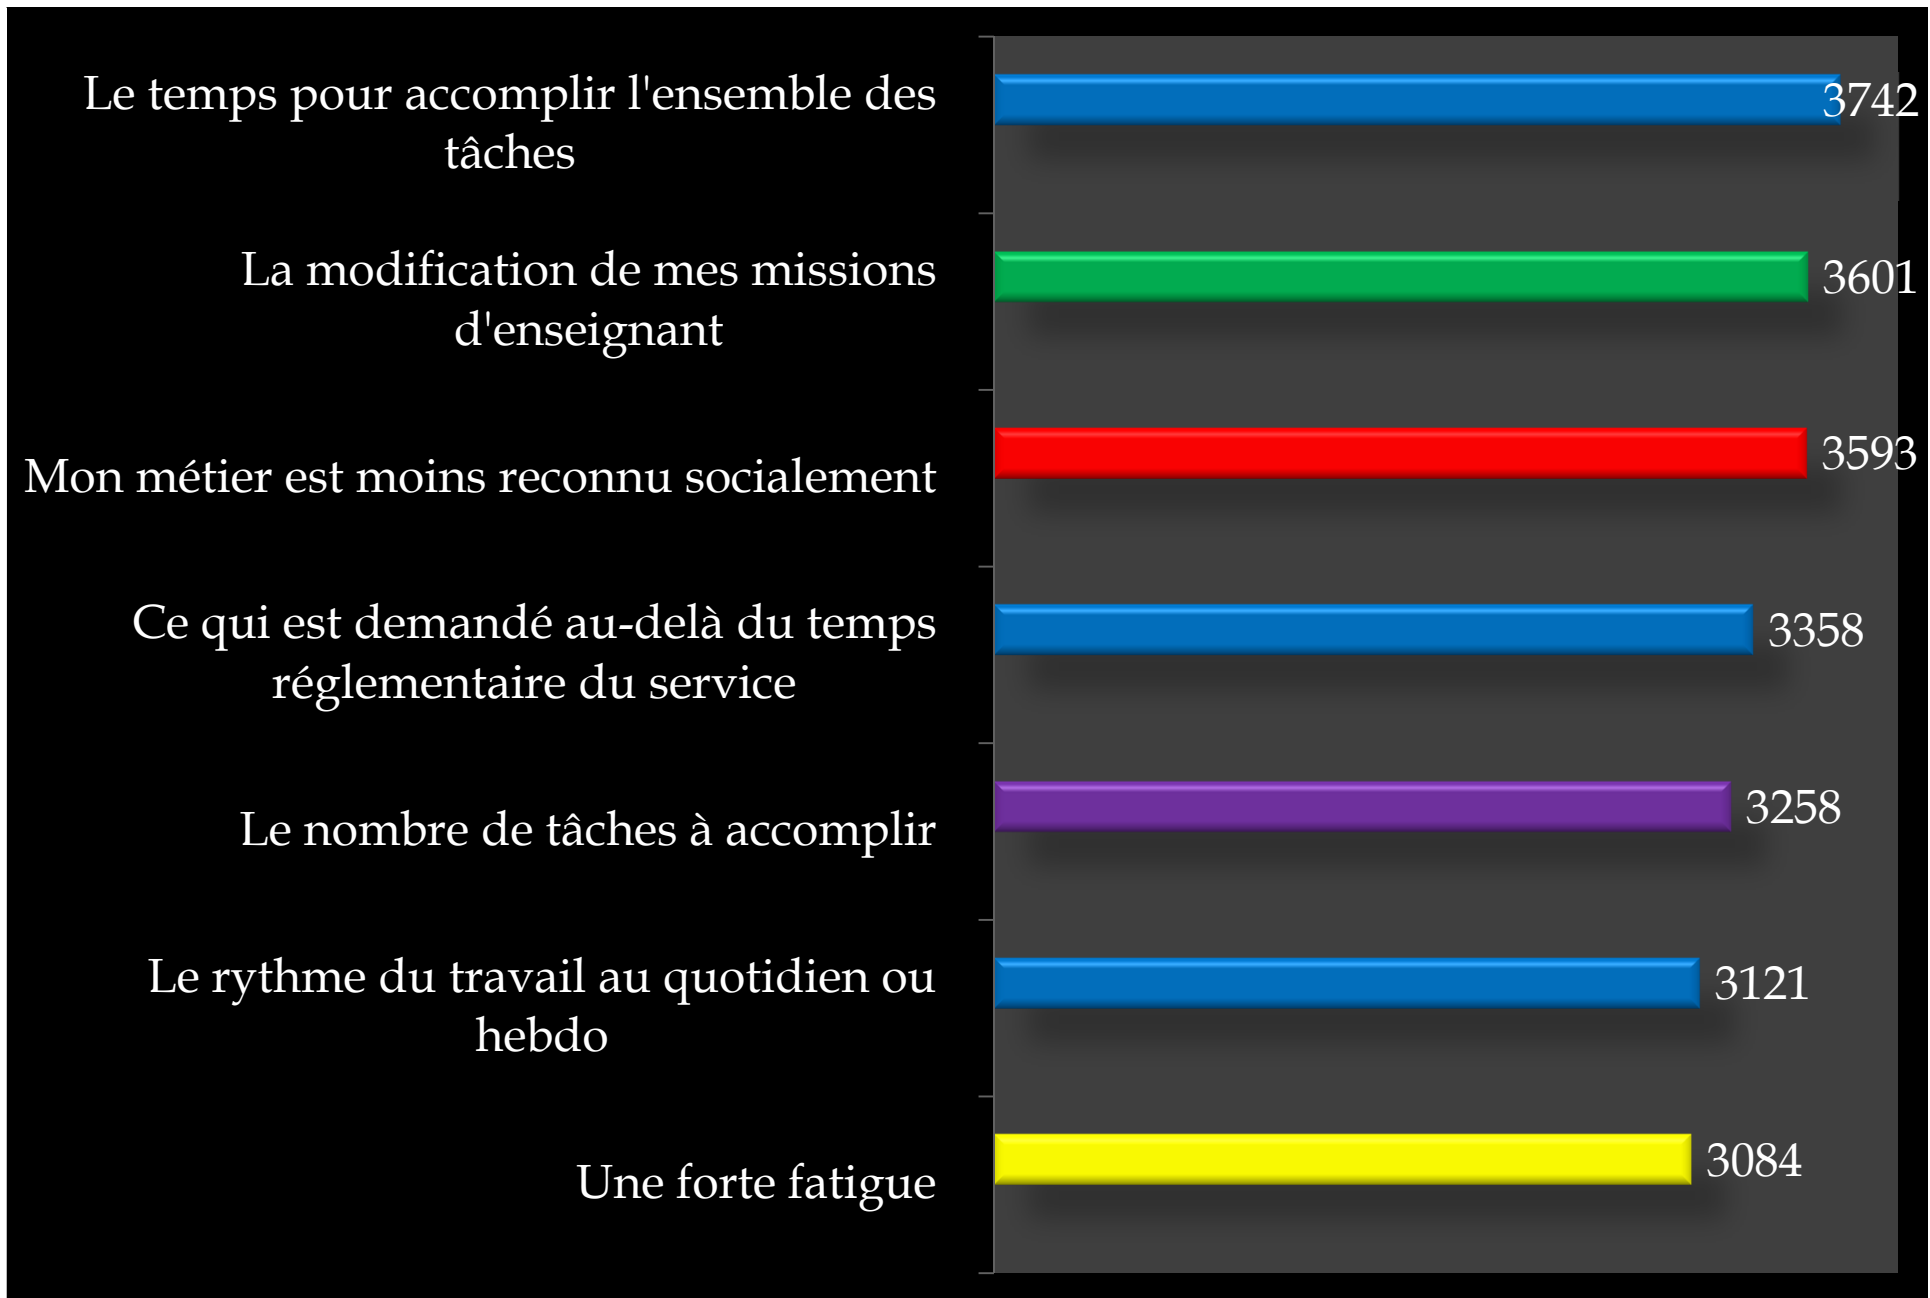 Le temps pour accomplir l'ensemble des
tâches
3742
La modification de mes missions
d'enseignant
3601
Mon métier est moins reconnu socialement
3593
Ce qui est demandé au-delà du temps
réglementaire du service
3358
Le nombre de tâches à accomplir
3258
Le rythme du travail au quotidien ou
hebdo
3121
Une forte fatigue
3084